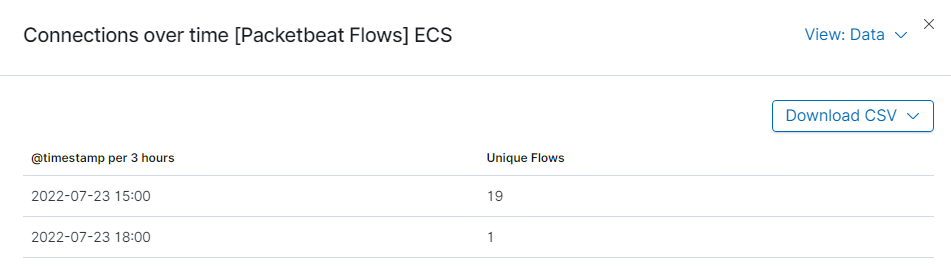 Connections over time [Packetbeat Flows] ECS
View: Data
Download CSV
@timestamp per 3 hours Unique Flows
2022-07-23 15:00 19
2022-07-23 18:00 1